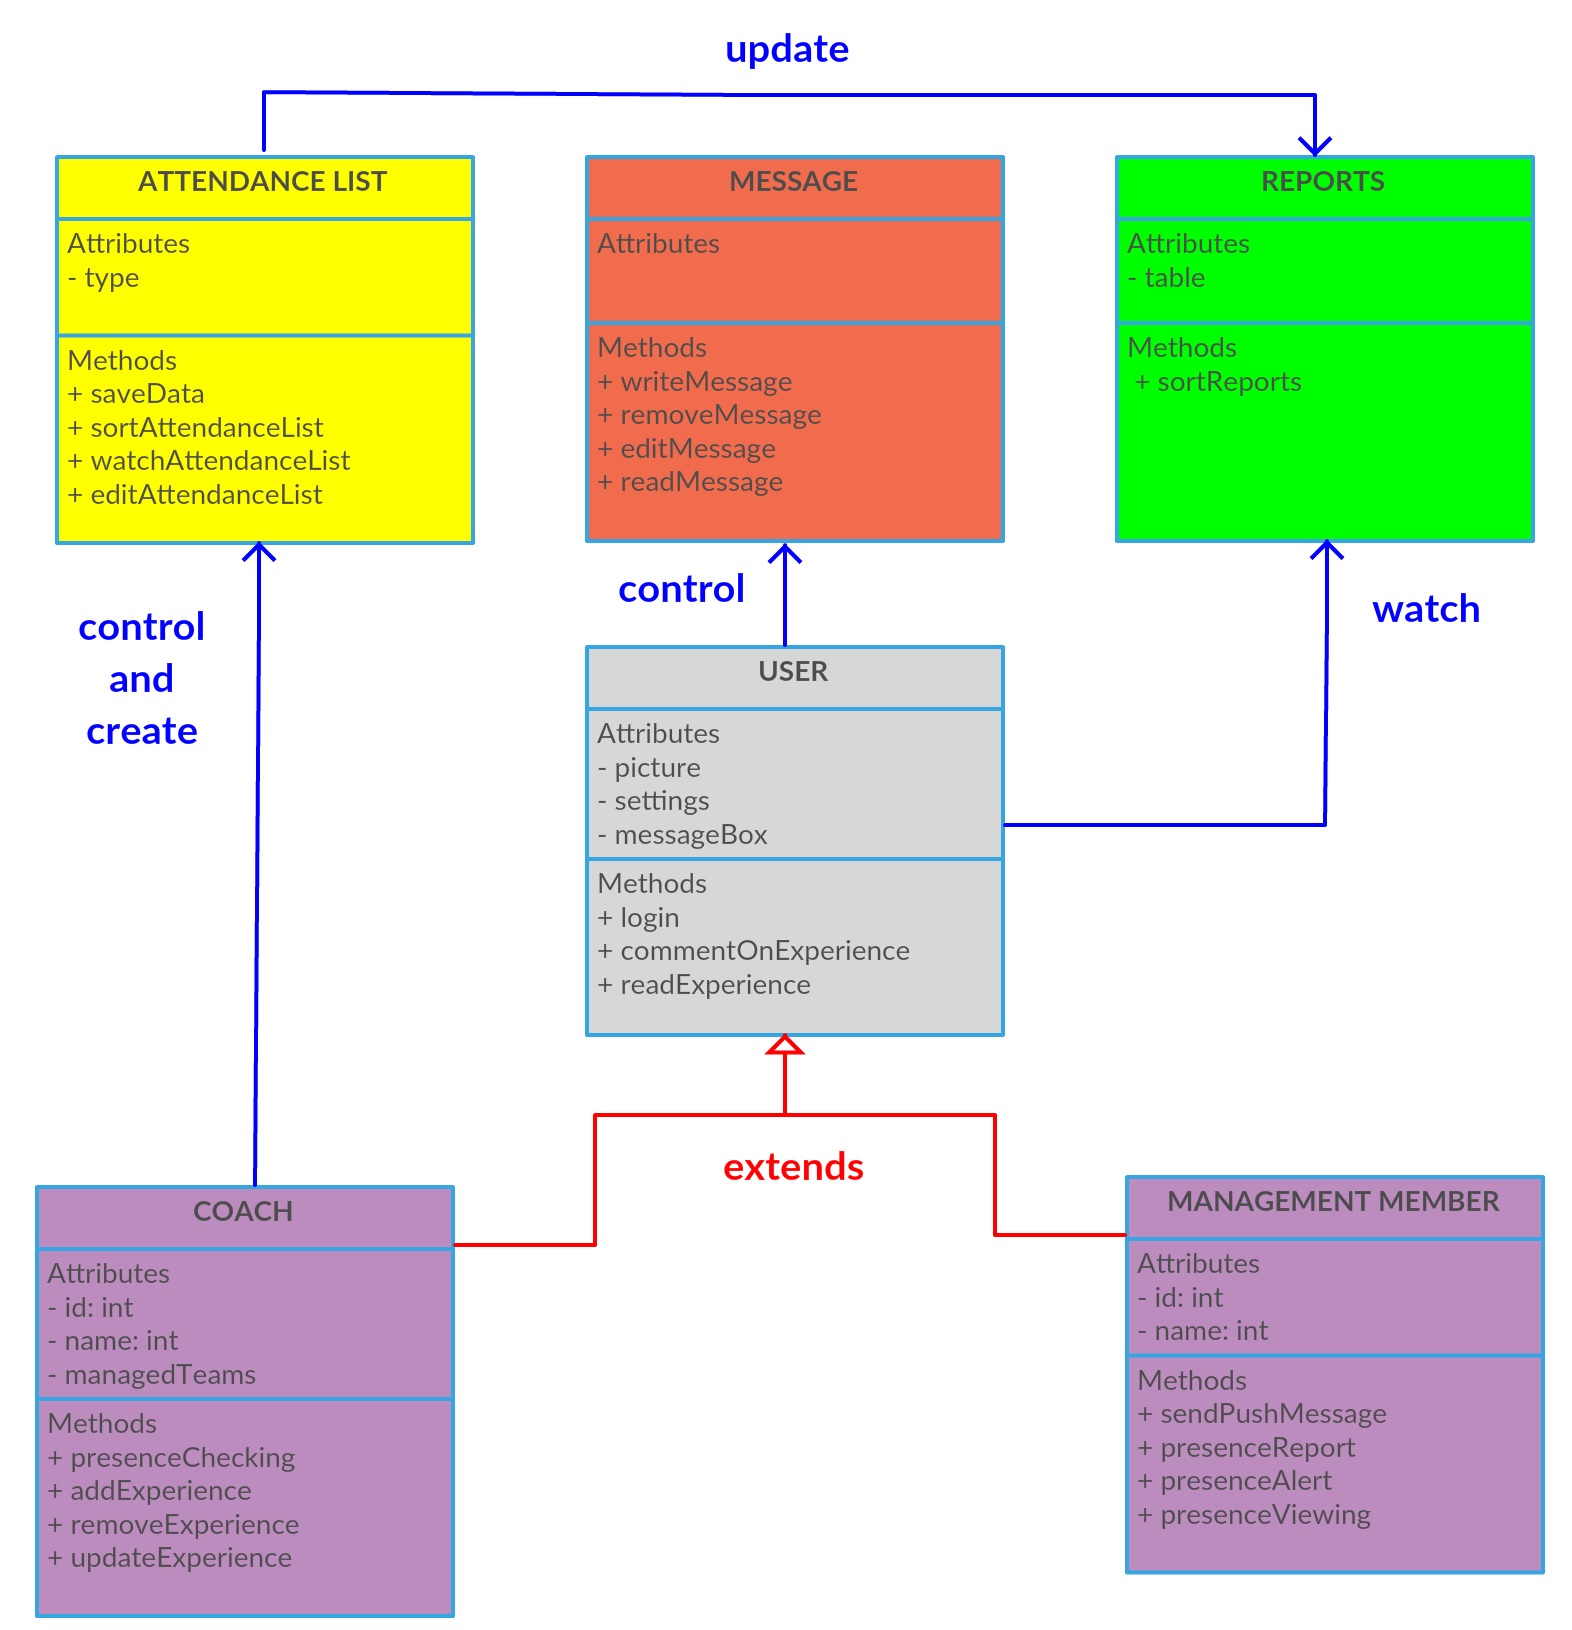 update
ATTENDANCE LIST
Attributes
- type
Methods
+ saveData
+ sortAttendanceList
+ watchAttendanceList
+ editAttendanceList
MESSAGE
Attributes
Methods
+ writeMessage
+ removeMessage
+ editMessage
+ readMessage
REPORTS
Attributes
- table
Methods
+ sortReports
control
and
create
control
watch
USER
Attributes
- picture
- settings
- messageBox
Methods
+ login
+ commentOnExperience
+ readExperience
extends
COACH
Attributes
- id: int
- name: int
- managedTeams
Methods
+ presenceChecking
+ addExperience
+ removeExperience
+ updateExperience
MANAGEMENT MEMBER
Attributes
- id: int
- name: int
Methods
+ sendPushMessage
+ presenceReport
+ presenceAlert
+ presenceViewing